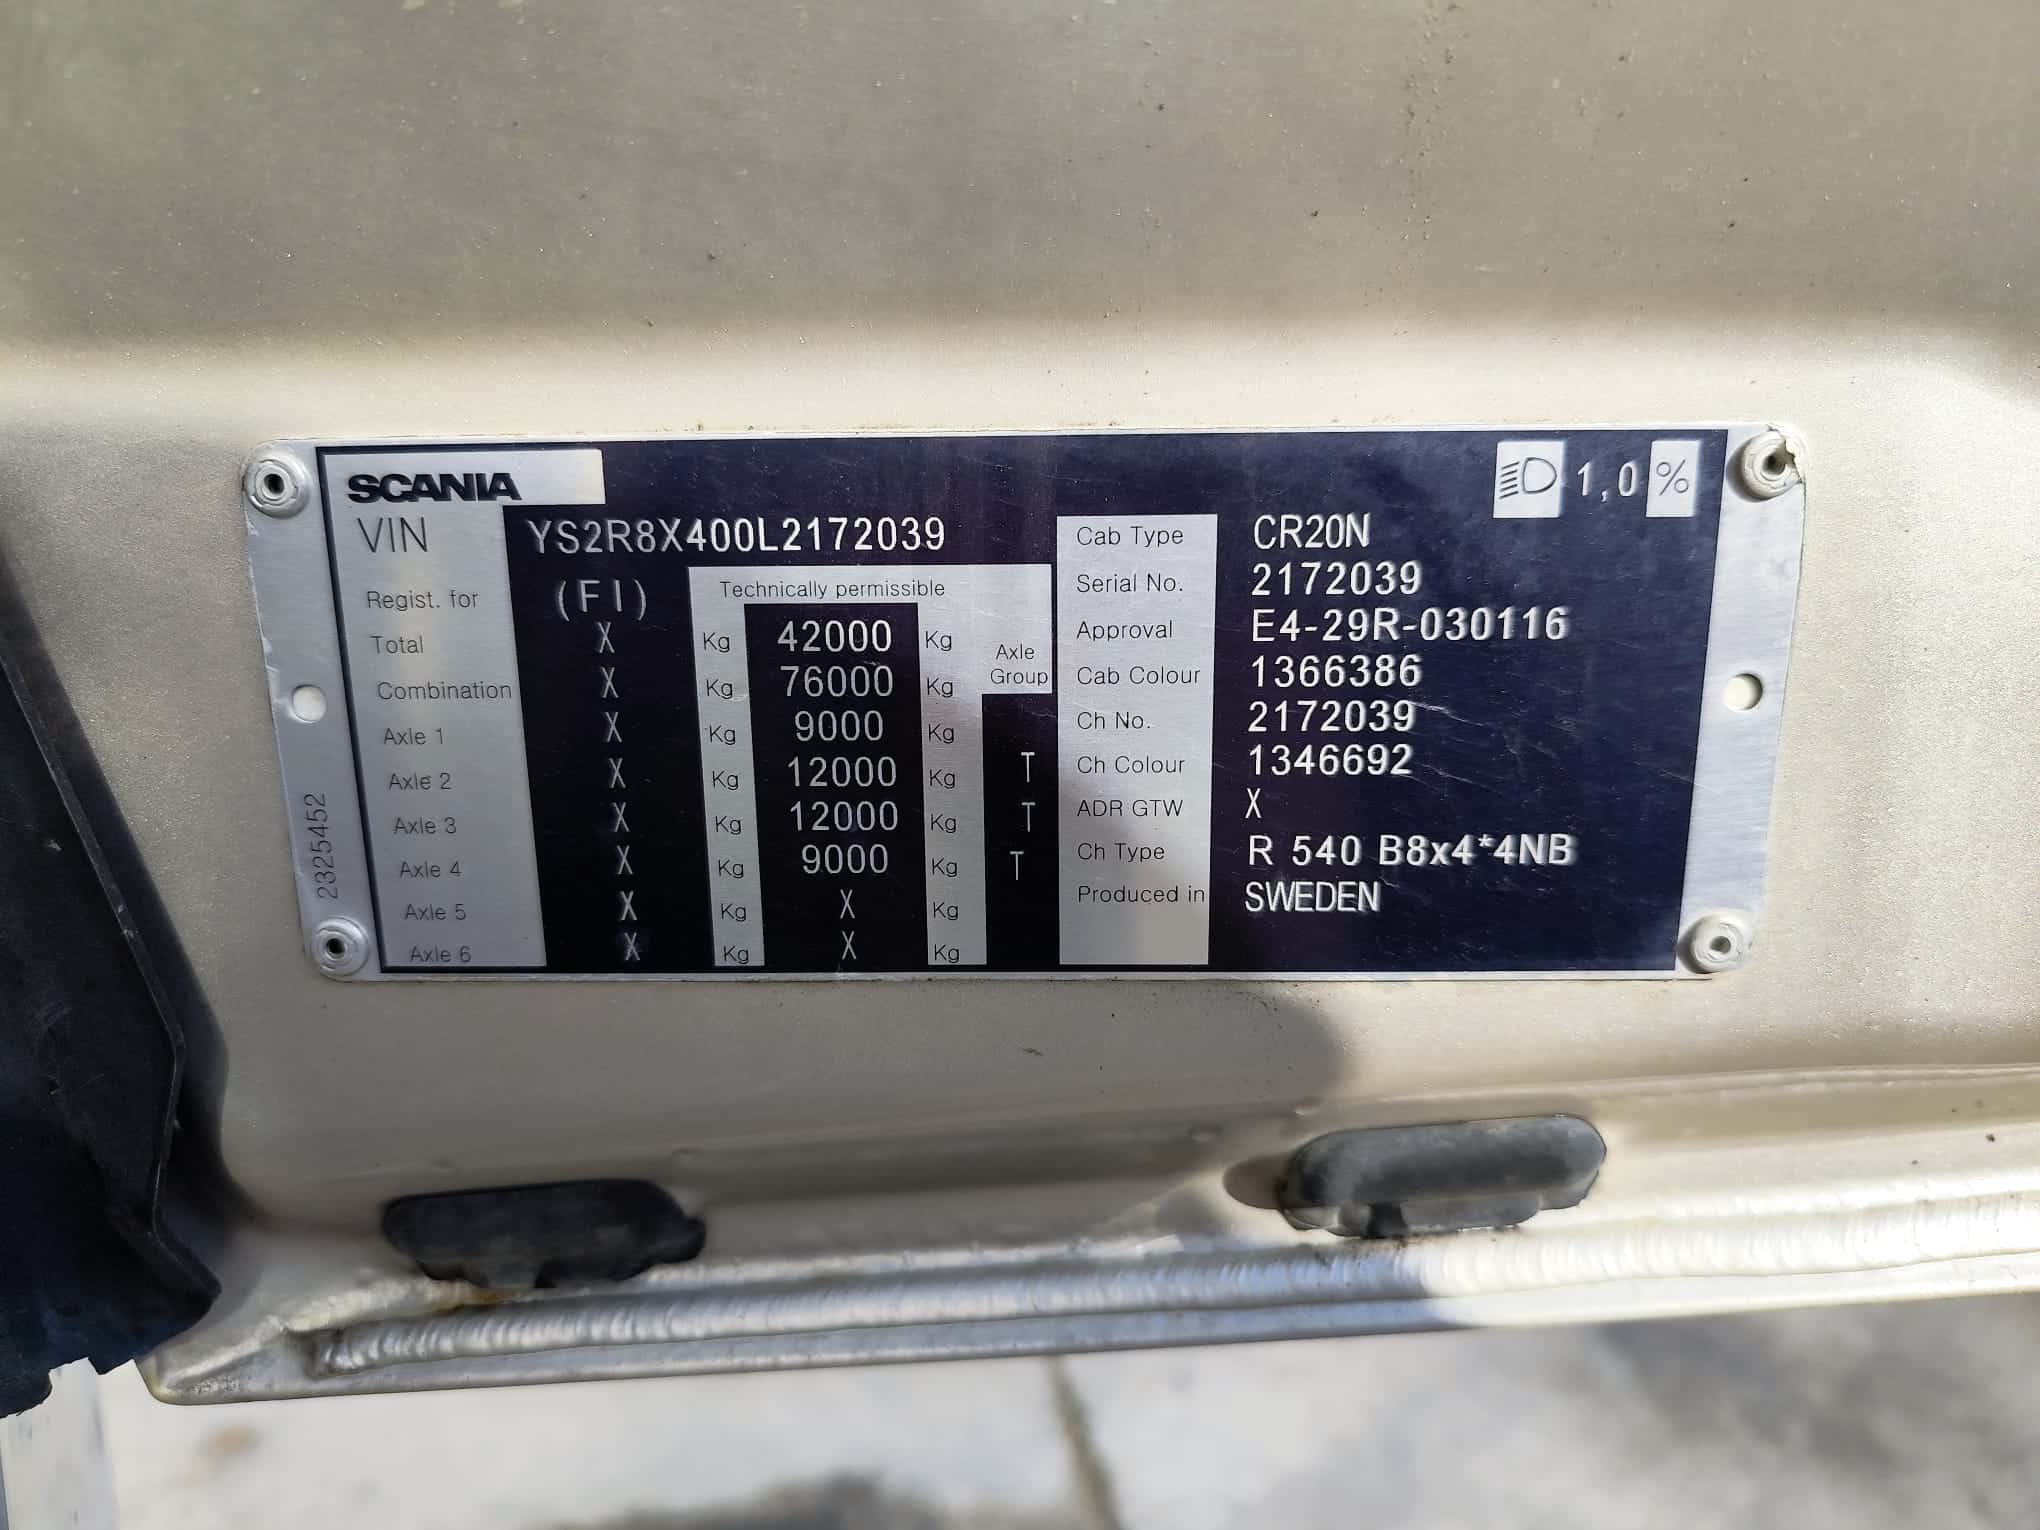 SCANIA
1,0 %
VIN YS2R8X400L2172039
Regist. for (FI) Technically permissible
Total X Kg 42000 Kg
Axle Group
Combination X Kg 76000 Kg
Axle 1 X Kg 9000 Kg
Axle 2 X Kg 12000 Kg T
Axle 3 X Kg 12000 Kg T
Axle 4 X Kg 9000 Kg T
Axle 5 X Kg X Kg
Axle 6 X Kg X Kg
Cab Type CR20N
Serial No. 2172039
Approval E4-29R-030116
Cab Colour 1366386
Ch No. 2172039
Ch Colour 1346692
ADR GTW X
Ch Type R 540 B8x4*4NB
Produced in SWEDEN
2325452